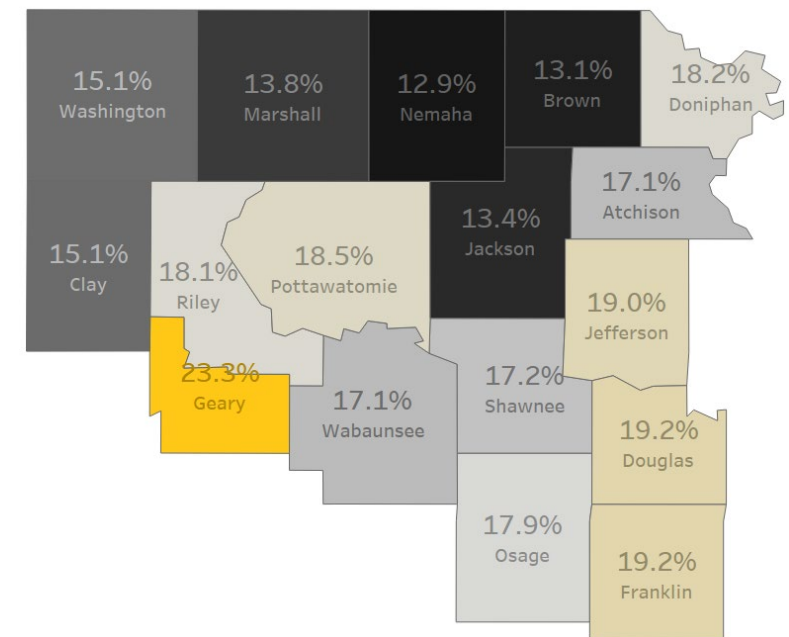 15.1%
Washington
13.8%
Marshall
12.9%
Nemaha
13.1%
Brown
18.2%
Doniphan
17.1%
Atchison
15.1%
Clay
18.1%
Riley
18.5%
Pottawatomie
13.4%
Jackson
19.0%
Jefferson
23.3%
Geary
17.1%
Wabaunsee
17.2%
Shawnee
19.2%
Douglas
17.9%
Osage
19.2%
Franklin